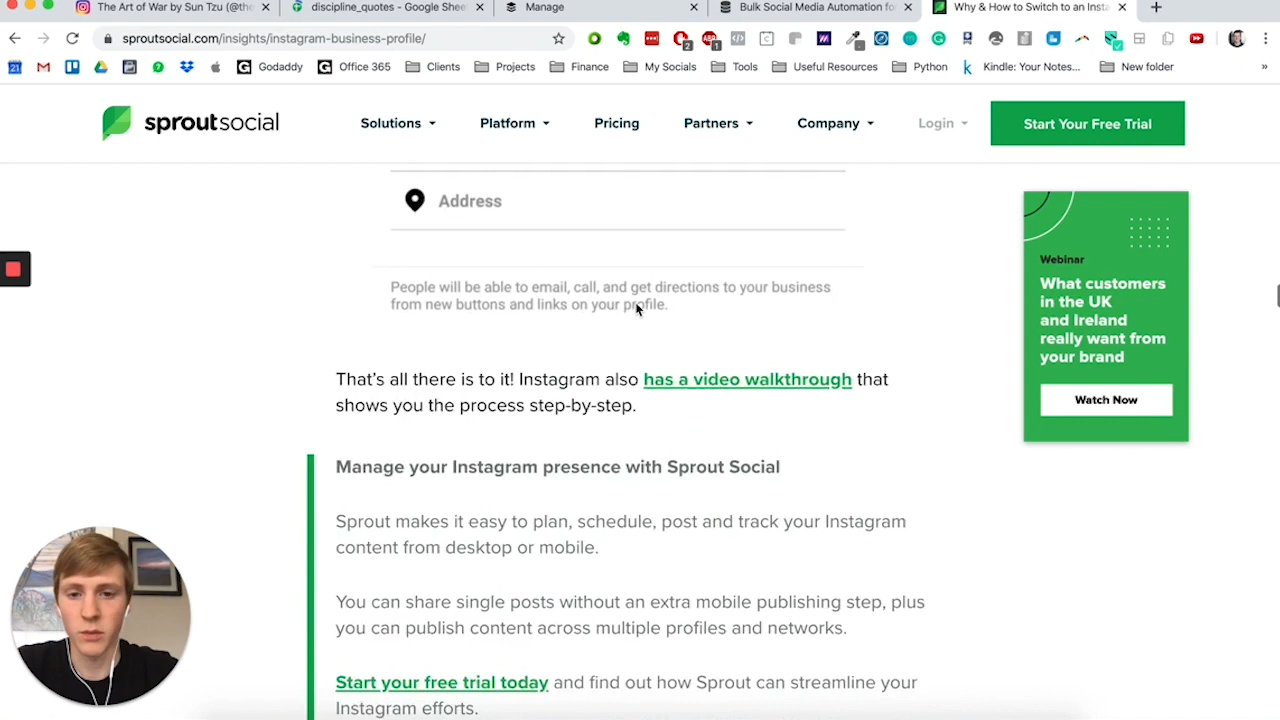 The Art of War by Sun Tzu (@the
discipline_quotes - Google Shee
Manage
Bulk Social Media Automation fo
Why & How to Switch to an Insta
sproutsocial.com/insights/instagram-business-profile/
Godaddy
Office 365
Clients
Projects
Finance
My Socials
Tools
Useful Resources
Python
Kindle: Your Notes...
New folder
sproutsocial
Solutions
Platform
Pricing
Partners
Company
Login
Start Your Free Trial
Address
People will be able to email, call, and get directions to your business
from new buttons and links on your profile.
That's all there is to it! Instagram also has a video walkthrough that
shows you the process step-by-step.
Manage your Instagram presence with Sprout Social
Sprout makes it easy to plan, schedule, post and track your Instagram
content from desktop or mobile.
You can share single posts without an extra mobile publishing step, plus
you can publish content across multiple profiles and networks.
Start your free trial today and find out how Sprout can streamline your
Instagram efforts.
Webinar
What customers
in the UK
and Ireland
really want from
your brand
Watch Now